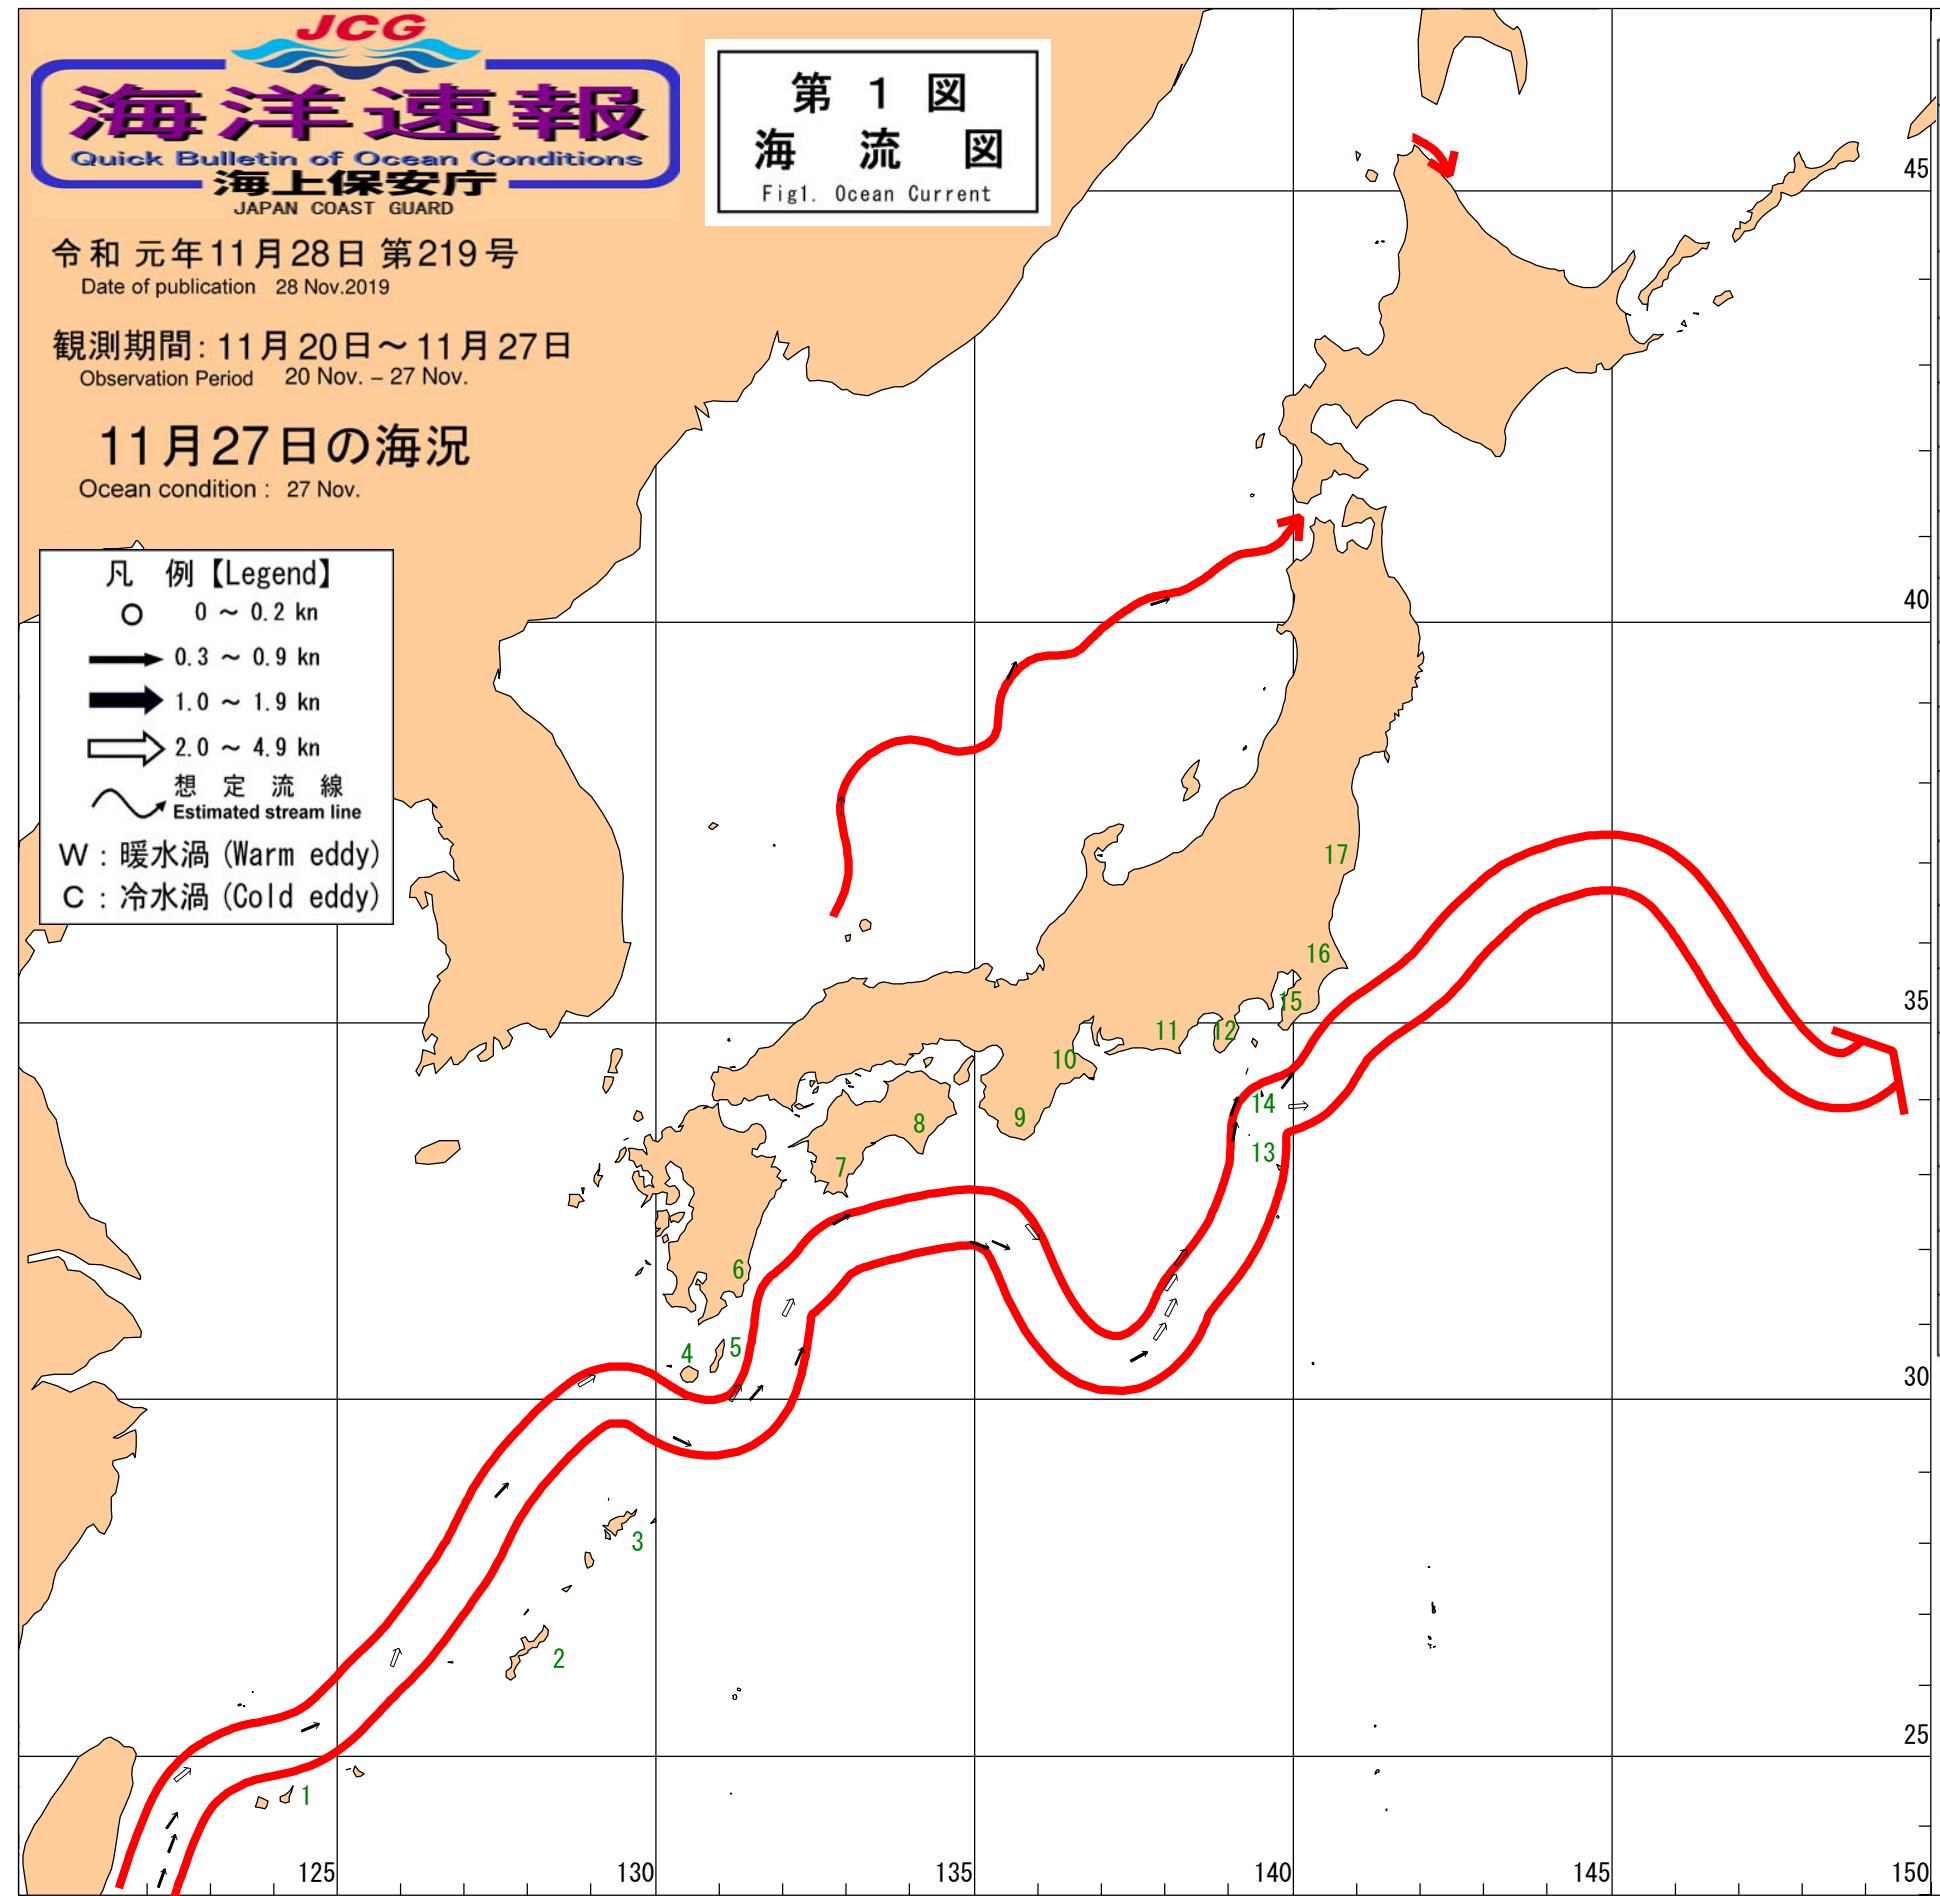 JCG
海洋速報
Quick Bulletin of Ocean Conditions
海上保安庁
JAPAN COAST GUARD
令和 元年11月28日 第219号
Date of publication 28 Nov.2019
観測期間: 11月20日～11月27日
Observation Period 20 Nov. – 27 Nov.
11月27日の海況
Ocean condition : 27 Nov.
第 1 図
海 流 図
Fig1. Ocean Current
凡 例【Legend】
0 ～ 0.2 kn
0.3 ～ 0.9 kn
1.0 ～ 1.9 kn
2.0 ～ 4.9 kn
想 定 流 線
Estimated stream line
W : 暖水渦 (Warm eddy)
C : 冷水渦 (Cold eddy)
45
40
17
16
35
15
11
12
10
14
9
8
13
7
6
5
4
30
3
2
25
1
125
130
135
140
145
150